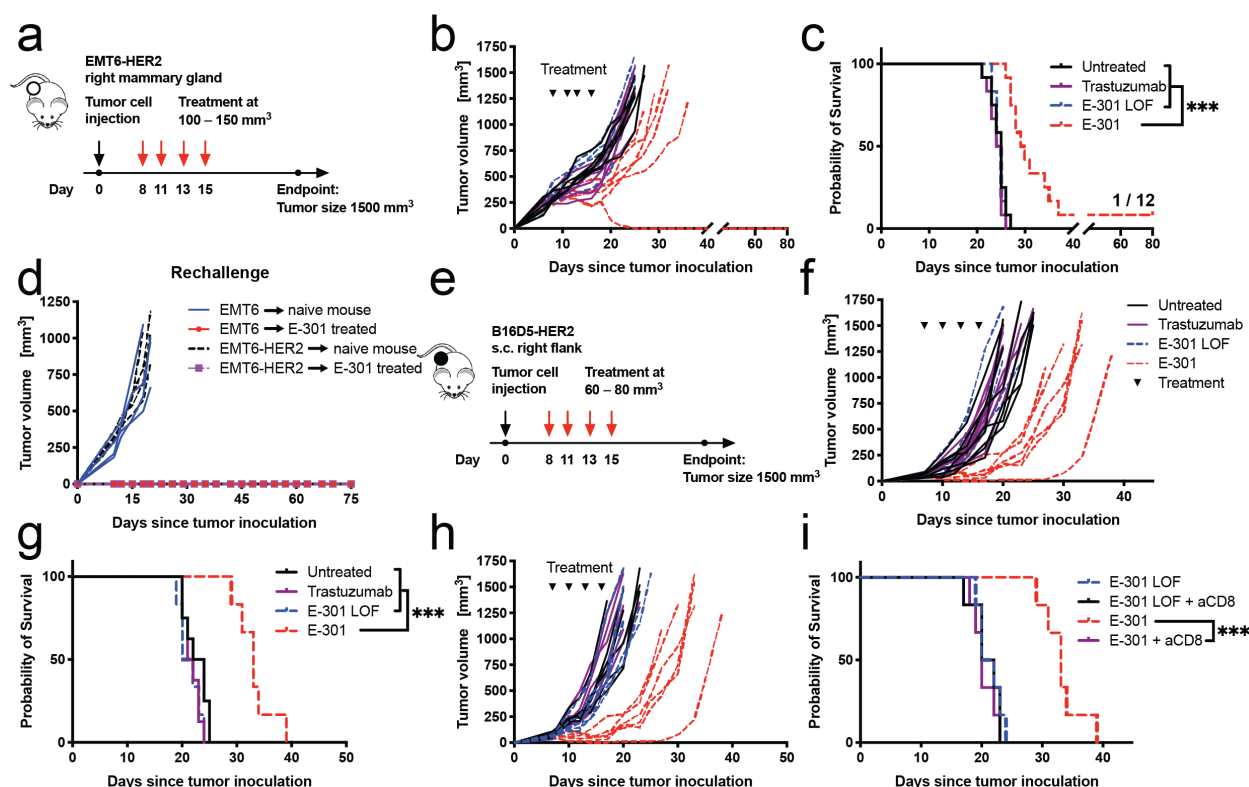 a
EMT6-HER2
right mammary gland
Tumor cell
injection
Treatment at
100 – 150 mm3
Day
0
8
11
13
15
Endpoint:
Tumor size 1500 mm3
b
Tumor volume [mm3]
1750
1500
1250
1000
750
500
250
0
Treatment
0
10
20
30
40
60
80
Days since tumor inoculation
c
Probability of Survival
100
50
0
Untreated
Trastuzumab
E-301 LOF
E-301
***
1 / 12
0
10
20
30
40
60
80
Days since tumor inoculation
d
Rechallenge
Tumor volume [mm3]
1250
1000
750
500
250
0
EMT6 → naive mouse
EMT6 → E-301 treated
EMT6-HER2 → naive mouse
EMT6-HER2 → E-301 treated
0
15
30
45
60
75
Days since tumor inoculation
e
B16D5-HER2
s.c. right flank
Tumor cell
injection
Treatment at
60 – 80 mm3
Day
0
8
11
13
15
Endpoint:
Tumor size 1500 mm3
f
Tumor volume [mm3]
1750
1500
1250
1000
750
500
250
0
Untreated
Trastuzumab
E-301 LOF
E-301
Treatment
0
10
20
30
40
Days since tumor inoculation
g
Probability of Survival
100
50
0
Untreated
Trastuzumab
E-301 LOF
E-301
***
0
10
20
30
40
50
Days since tumor inoculation
h
Tumor volume [mm3]
1750
1500
1250
1000
750
500
250
0
Treatment
0
10
20
30
40
50
Days since tumor inoculation
i
Probability of Survival
100
50
0
E-301 LOF
E-301 LOF + aCD8
E-301
E-301 + aCD8
***
0
10
20
30
40
Days since tumor inoculation